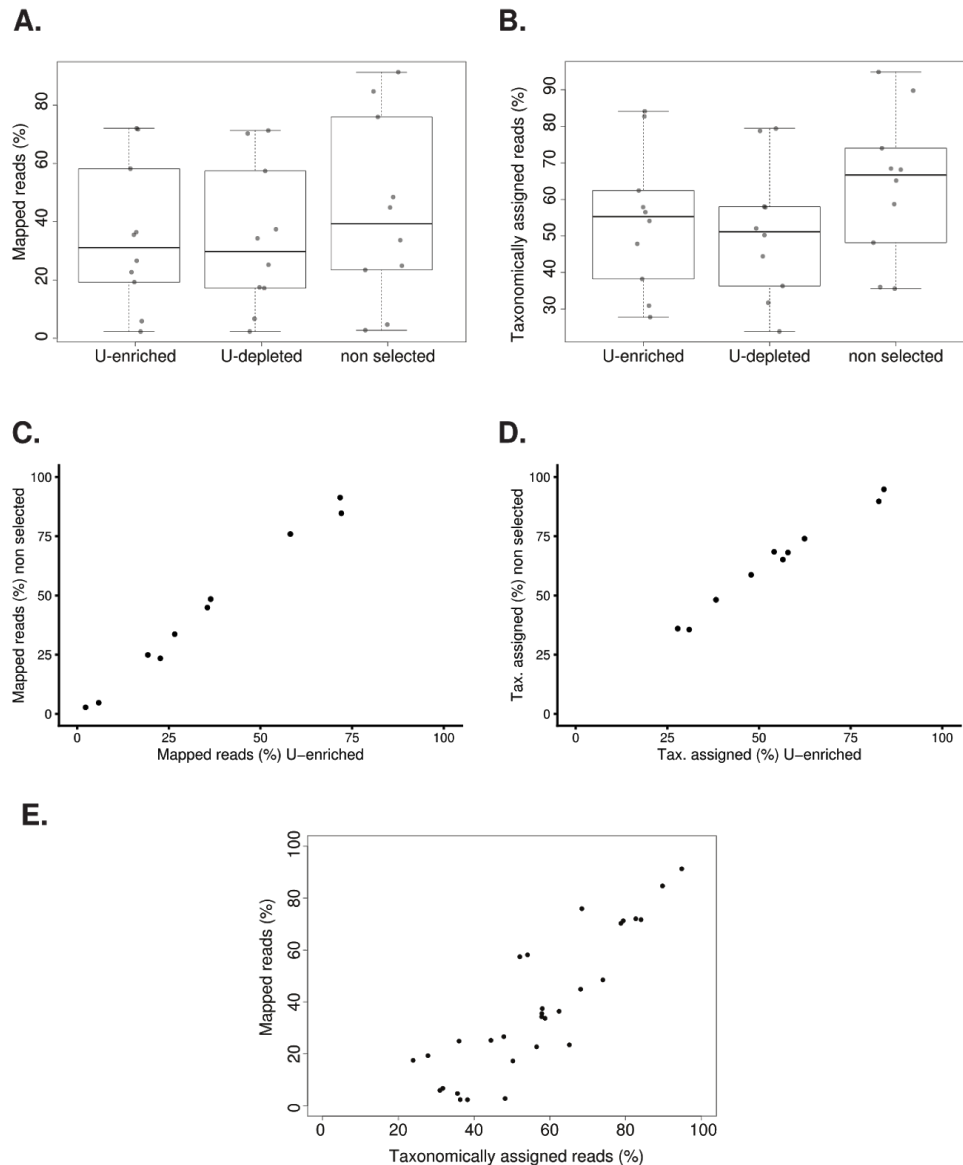 A.
Mapped reads (%)
0 20 40 60 80
U-enriched U-depleted non selected
B.
Taxonomically assigned reads (%)
30 40 50 60 70 80 90
U-enriched U-depleted non selected
C.
Mapped reads (%) non selected
100
75
50
25
0
0 25 50 75 100
Mapped reads (%) U−enriched
D.
Tax. assigned (%) non selected
100
75
50
25
0
0 25 50 75 100
Tax. assigned (%) U−enriched
E.
Mapped reads (%)
0 20 40 60 80 100
0 20 40 60 80 100
Taxonomically assigned reads (%)